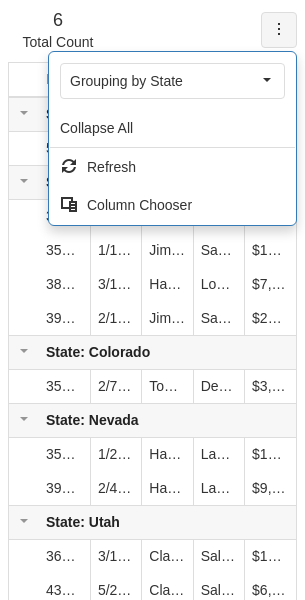 6
Total Count
Grouping by State
Collapse All
Refresh
Column Chooser
35… 1/1… Jim… Sa… $1…
38… 3/1… Ha… Lo… $7,…
39… 2/1… Jim… Sa… $2…
State: Colorado
35… 2/7… To… De… $3,…
State: Nevada
35… 1/2… Ha… La… $1…
39… 2/4… Ha… La… $9,…
State: Utah
36… 3/1… Cla… Sal… $1…
43… 5/2… Cla… Sal… $6,…